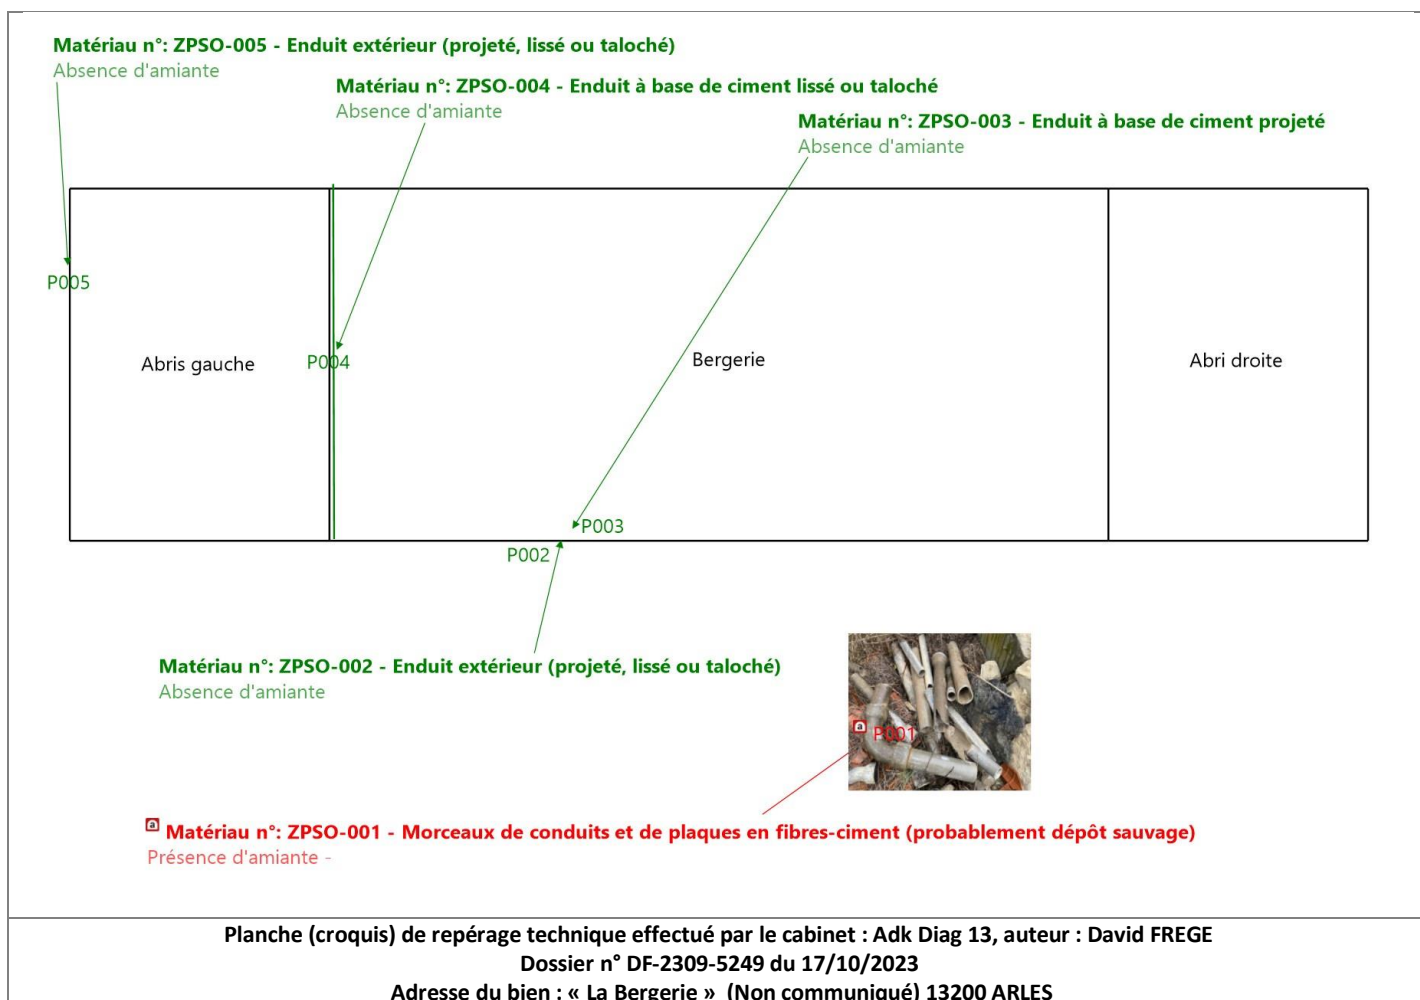 Matériau n°: ZPSO-005 - Enduit extérieur (projeté, lissé ou taloché)
Absence d'amiante
Matériau n°: ZPSO-004 - Enduit à base de ciment lissé ou taloché
Absence d'amiante
Matériau n°: ZPSO-003 - Enduit à base de ciment projeté
Absence d'amiante
P005
Abris gauche
P004
Bergerie
Abri droite
P003
P002
Matériau n°: ZPSO-002 - Enduit extérieur (projeté, lissé ou taloché)
Absence d'amiante
a P001
a Matériau n°: ZPSO-001 - Morceaux de conduits et de plaques en fibres-ciment (probablement dépôt sauvage)
Présence d'amiante -
Planche (croquis) de repérage technique effectué par le cabinet : Adk Diag 13, auteur : David FREGE
Dossier n° DF-2309-5249 du 17/10/2023
Adresse du bien : « La Bergerie » (Non communiqué) 13200 ARLES